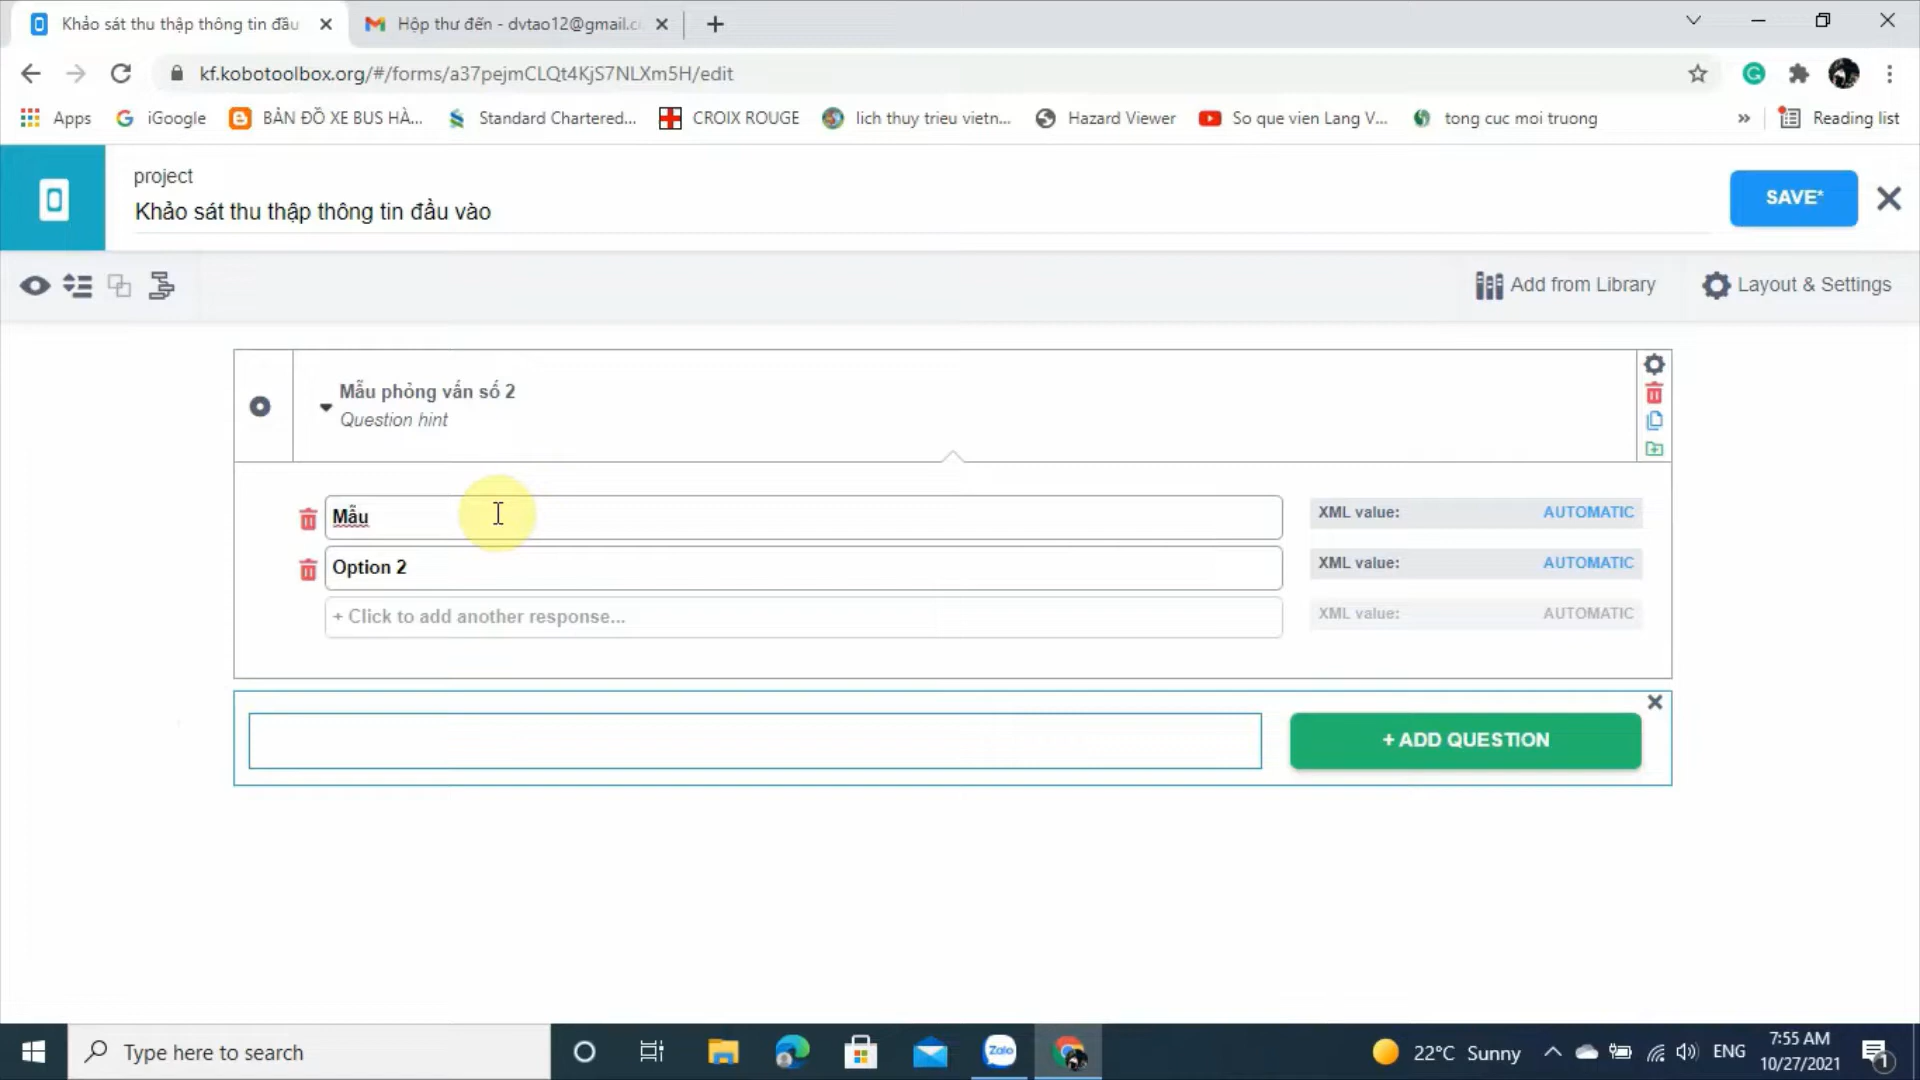 Khảo sát thu thập thông tin đầu
Hộp thư đến - dvtao12@gmail.c
kf.kobotoolbox.org/#/forms/a37pejmCLQt4KjS7NLXm5H/edit
Apps
iGoogle
BẢN ĐỒ XE BUS HÀ...
Standard Chartered...
CROIX ROUGE
lich thuy trieu vietn...
Hazard Viewer
So que vien Lang V...
tong cuc moi truong
»
Reading list
project
Khảo sát thu thập thông tin đầu vào
SAVE*
Add from Library
Layout & Settings
Mẫu phỏng vấn số 2
Question hint
Mẫu
XML value: AUTOMATIC
Option 2
XML value: AUTOMATIC
+ Click to add another response...
XML value: AUTOMATIC
+ ADD QUESTION
Type here to search
Zalo
22°C Sunny
ENG
7:55 AM
10/27/2021
1